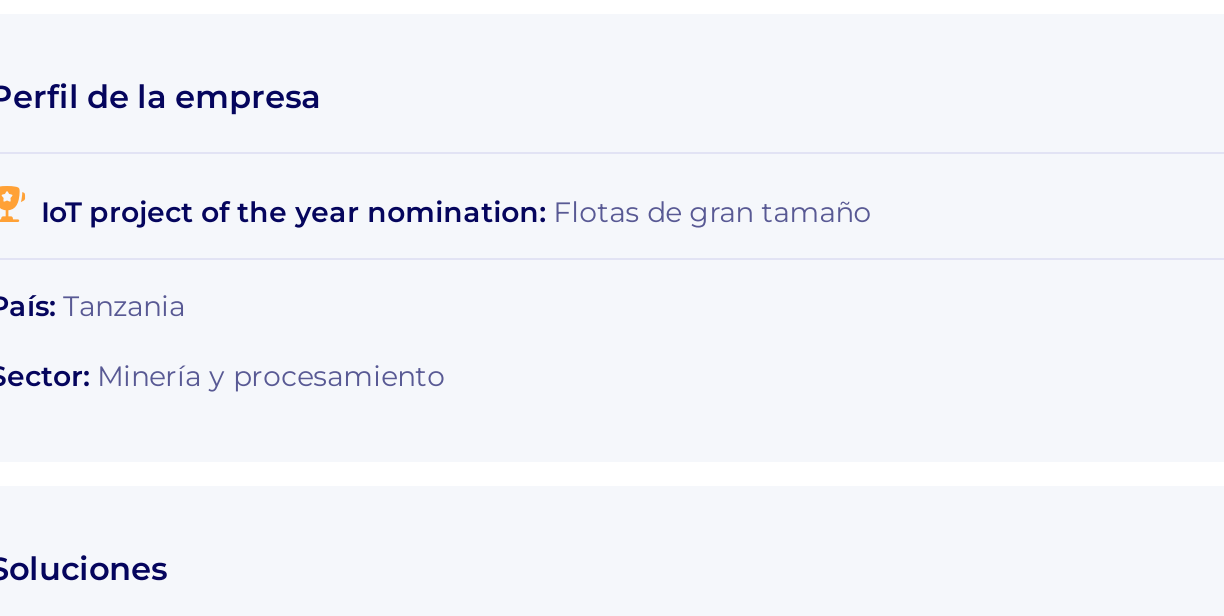 Perfil de la empresa
IoT project of the year nomination: Flotas de gran tamaño
País: Tanzania
Sector: Minería y procesamiento
Soluciones